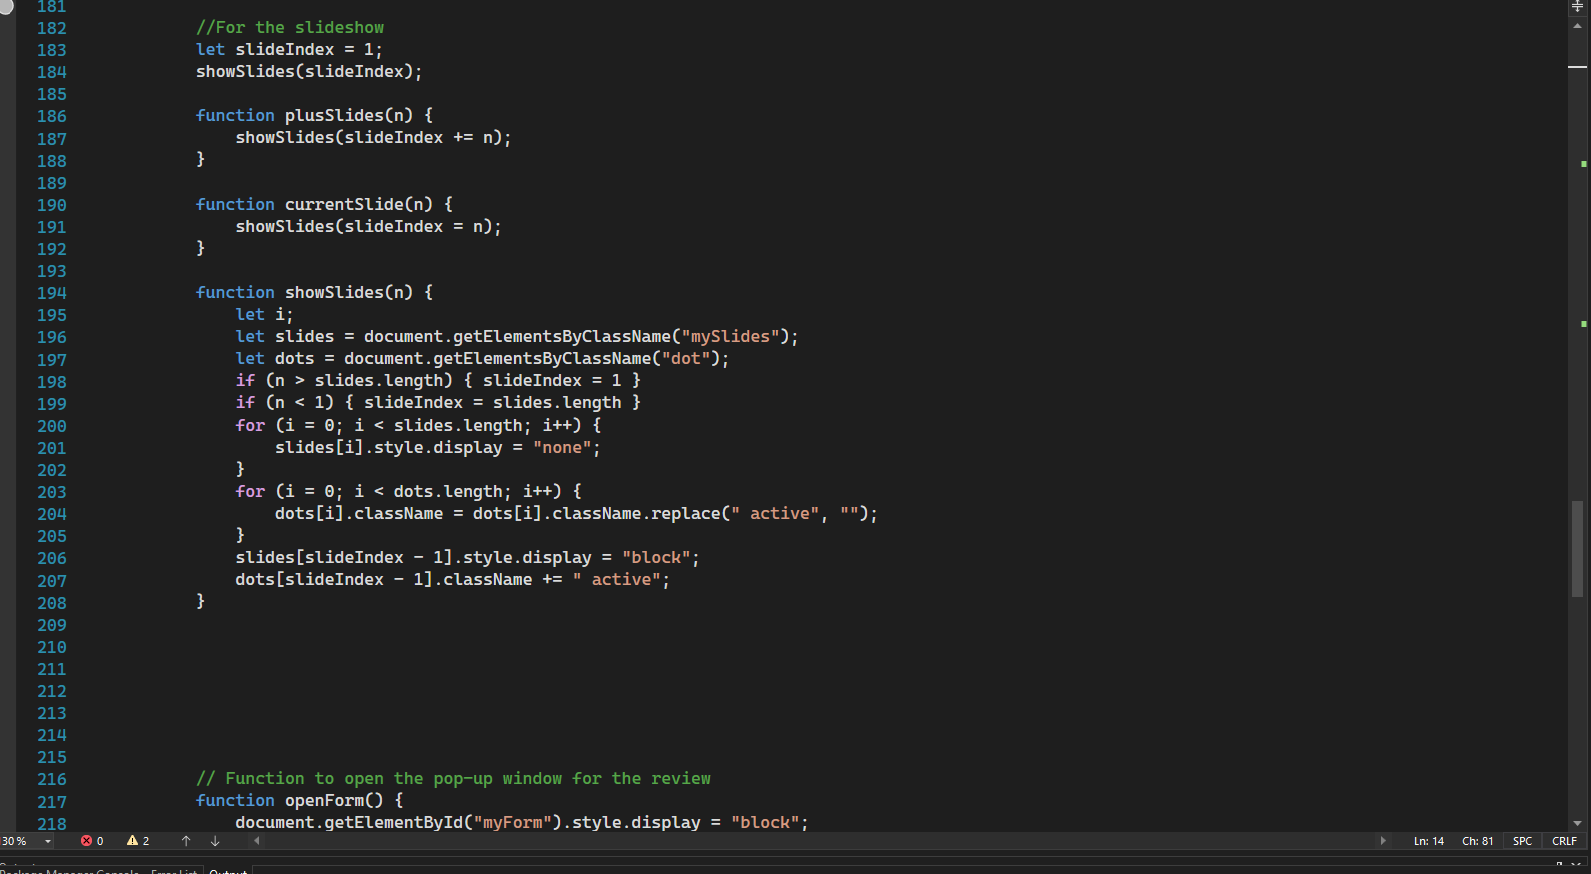 181
182 //For the slideshow
183 let slideIndex = 1;
184 showSlides(slideIndex);
185
186 function plusSlides(n) {
187 showSlides(slideIndex += n);
188 }
189
190 function currentSlide(n) {
191 showSlides(slideIndex = n);
192 }
193
194 function showSlides(n) {
195 let i;
196 let slides = document.getElementsByClassName("mySlides");
197 let dots = document.getElementsByClassName("dot");
198 if (n > slides.length) { slideIndex = 1 }
199 if (n < 1) { slideIndex = slides.length }
200 for (i = 0; i < slides.length; i++) {
201 slides[i].style.display = "none";
202 }
203 for (i = 0; i < dots.length; i++) {
204 dots[i].className = dots[i].className.replace(" active", "");
205 }
206 slides[slideIndex - 1].style.display = "block";
207 dots[slideIndex - 1].className += " active";
208 }
209
210
211
212
213
214
215
216 // Function to open the pop-up window for the review
217 function openForm() {
218 document.getElementById("myForm").style.display = "block";
30 % 0 2 Ln: 14 Ch: 81 SPC CRLF
Package Manager Console Error List Output